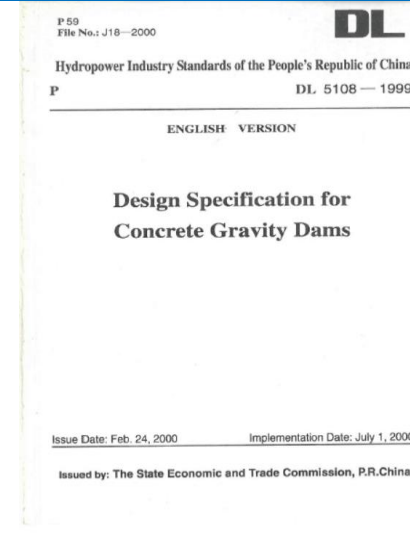 P 59
DL
File No.: J18—2000
Hydropower Industry Standards of the People's Republic of China
P
DL 5108 — 1999
ENGLISH VERSION
Design Specification for
Concrete Gravity Dams
Issue Date: Feb. 24, 2000
Implementation Date: July 1, 2000
Issued by: The State Economic and Trade Commission, P.R.China